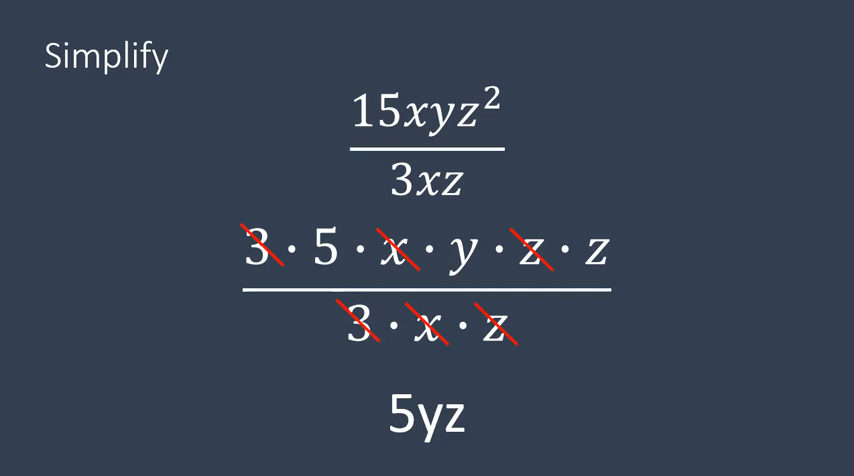 Simplify
15xyz²
3xz
3 · 5 · x · y · z · z
3 · x · z
5yz